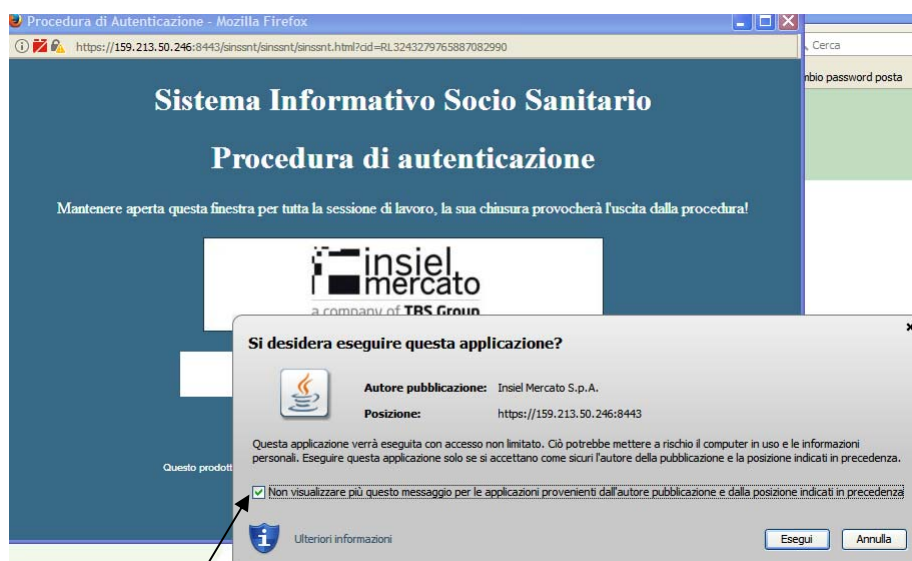 Procedura di Autenticazione - Mozilla Firefox
https://159.213.50.246:8443/sinssnt/sinssnt/sinssnt.html?cid=RL3243279765887082990
Cerca
mbio password posta
Sistema Informativo Socio Sanitario
Procedura di autenticazione
Mantenere aperta questa finestra per tutta la sessione di lavoro, la sua chiusura provocherà l'uscita dalla procedura!
insiel
mercato
a company of TBS Group
Si desidera eseguire questa applicazione?
Autore pubblicazione: Insiel Mercato S.p.A.
Posizione: https://159.213.50.246:8443
Questa applicazione verrà eseguita con accesso non limitato. Ciò potrebbe mettere a rischio il computer in uso e le informazioni
personali. Eseguire questa applicazione solo se si accettano come sicuri l'autore della pubblicazione e la posizione indicati in precedenza.
Questo prodott
Non visualizzare più questo messaggio per le applicazioni provenienti dall'autore pubblicazione e dalla posizione indicati in precedenza
Ulteriori informazioni
Esegui
Annulla